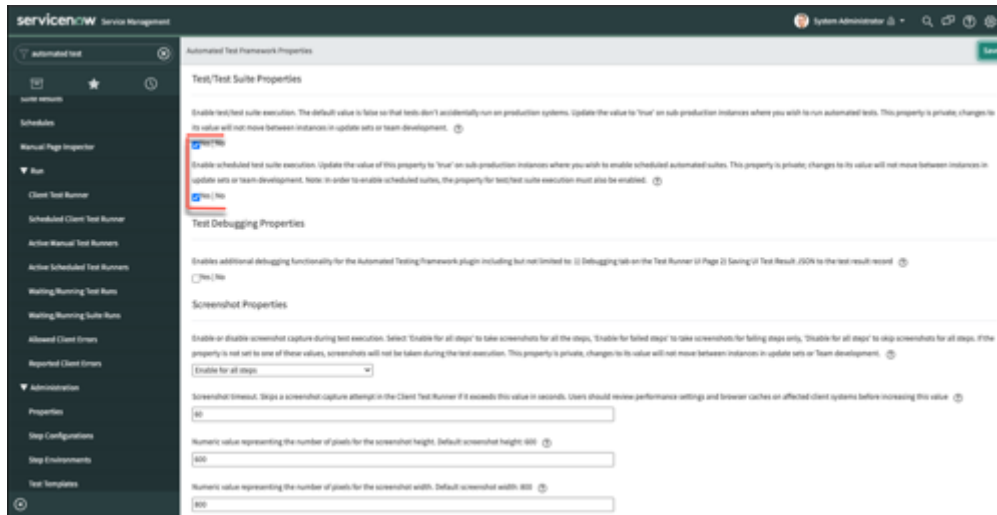 servicenow Service Management
System Administrator
automated test
Automated Test Framework Properties
Save
Suite Results
Schedules
Manual Page Inspector
Run
Client Test Runner
Scheduled Client Test Runner
Active Manual Test Runners
Active Scheduled Test Runners
Waiting/Running Test Runs
Waiting/Running Suite Runs
Allowed Client Errors
Reported Client Errors
Administration
Properties
Step Configurations
Step Environments
Test Templates
Test/Test Suite Properties
Enable test/test suite execution. The default value is false so that tests don't accidentally run on production systems. Update the value to 'true' on sub production instances where you wish to run automated tests. This property is private; changes to
its value will not move between instances in update sets or team development.
Yes | No
Enable scheduled test suite execution. Update the value of this property to 'true' on sub production instances where you wish to enable scheduled automated suites. This property is private; changes to its value will not move between instances in
update sets or team development. Note: In order to enable scheduled suites, the property for test/test suite execution must also be enabled.
Yes | No
Test Debugging Properties
Enables additional debugging functionality for the Automated Testing Framework plugin including but not limited to: 1) Debugging tab on the Test Runner UI Page 2) Saving UI Test Result JSON to the test result record
Yes | No
Screenshot Properties
Enable or disable screenshot capture during test execution. Select 'Enable for all steps' to take screenshots for all the steps, 'Enable for failed steps' to take screenshots for failing steps only, 'Disable for all steps' to skip screenshots for all steps. If the
property is not set to one of these values, screenshots will not be taken during the test execution. This property is private, changes to its value will not move between instances in update sets or Team development.
Enable for all steps
Screenshot timeout. Skips a screenshot capture attempt in the Client Test Runner if it exceeds this value in seconds. Users should review performance settings and browser caches on affected client systems before increasing this value
60
Numeric value representing the number of pixels for the screenshot height. Default screenshot height: 600
600
Numeric value representing the number of pixels for the screenshot width. Default screenshot width: 800
800